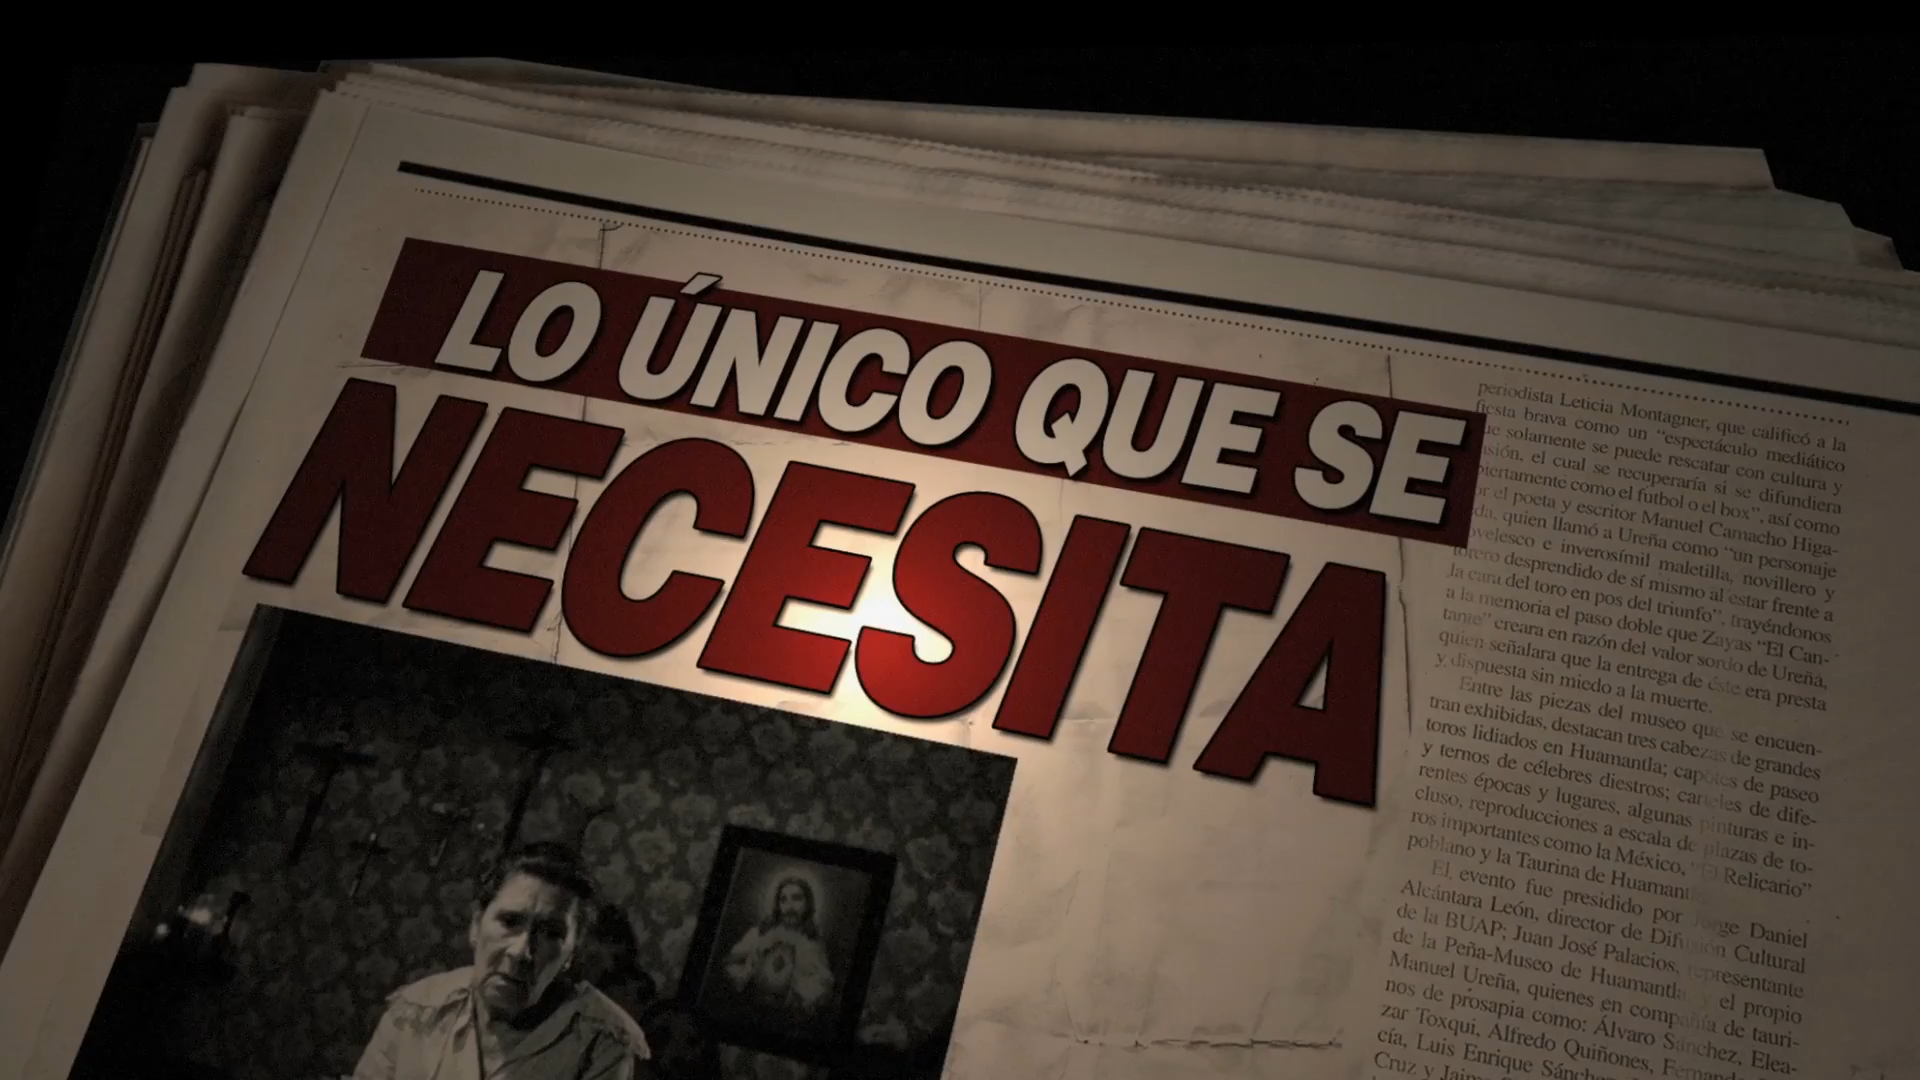 LO ÚNICO QUE SE
NECESITA
periodista Leticia Montagner, que calificó a la
fiesta brava como un “espectáculo mediático
solamente se puede rescatar con cultura y
el cual se recuperaría si se difundiera
como el futbol o el box”, así como
el poeta y escritor Manuel Camacho Higa-
quien llamó a Ureña como “un personaje
e inverosímil maletilla, novillero y
torero desprendido de sí mismo al estar frente a
la cara del toro en pos del triunfo”, trayéndonos
a la memoria el paso doble que Zayas “El Can-
tante” creara en razón del valor sordo de Ureña,
quien señalara que la entrega de éste era presta
y dispuesta sin miedo a la muerte.
Entre las piezas del museo que se encuen-
tran exhibidas, destacan tres cabezas de grandes
toros lidiados en Huamantla; capotes de paseo
y ternos de célebres diestros; carteles de dife-
rentes épocas y lugares, algunas pinturas e in-
cluso, reproducciones a escala de plazas de to-
ros importantes como la México, “El Relicario”
poblano y la Taurina de Huamantla
El evento fue presidido por Jorge Daniel
Alcántara León, director de Difusión Cultural
de la BUAP; Juan José Palacios, representante
de la Peña-Museo de Huamantla y el propio
Manuel Ureña, quienes en compañía de tauri-
nos de prosapia como: Álvaro Sánchez, Elea-
zar Toxqui, Alfredo Quiñones, Fernand
cía, Luis Enrique
Cruz y